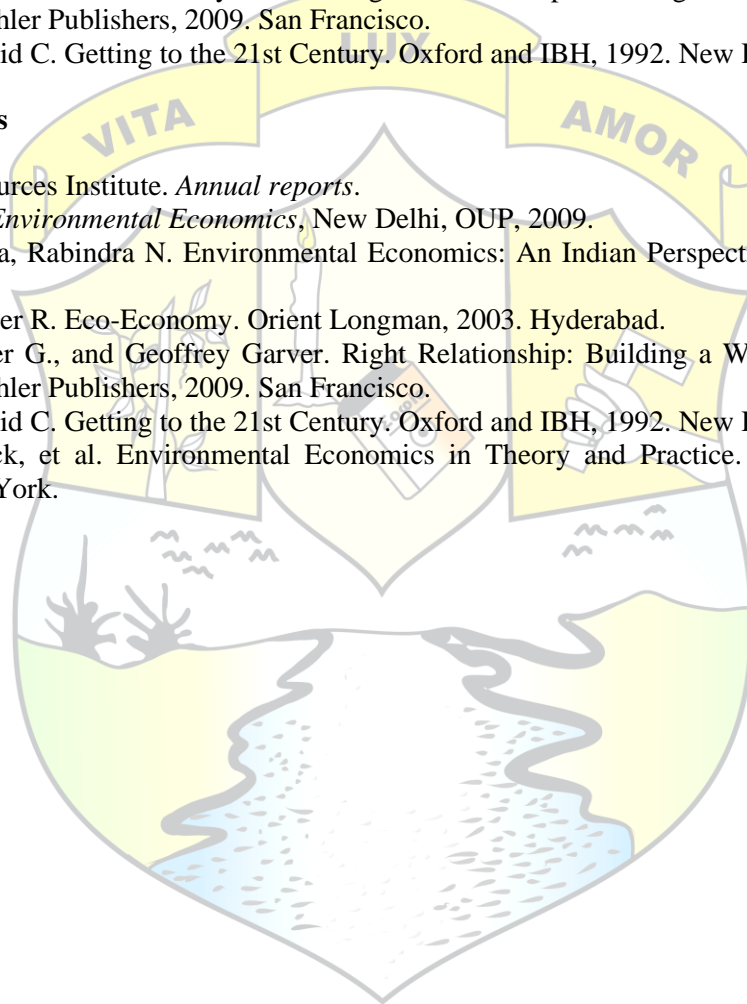 hler Publishers, 2009. San Francisco.
id C. Getting to the 21st Century. Oxford and IBH, 1992. New
LUX
VITA
AMOR
s
urces Institute. Annual reports.
Environmental Economics, New Delhi, OUP, 2009.
a, Rabindra N. Environmental Economics: An Indian Perspecti
er R. Eco-Economy. Orient Longman, 2003. Hyderabad.
er G., and Geoffrey Garver. Right Relationship: Building a W
hler Publishers, 2009. San Francisco.
id C. Getting to the 21st Century. Oxford and IBH, 1992. New
ck, et al. Environmental Economics in Theory and Practice.
York.